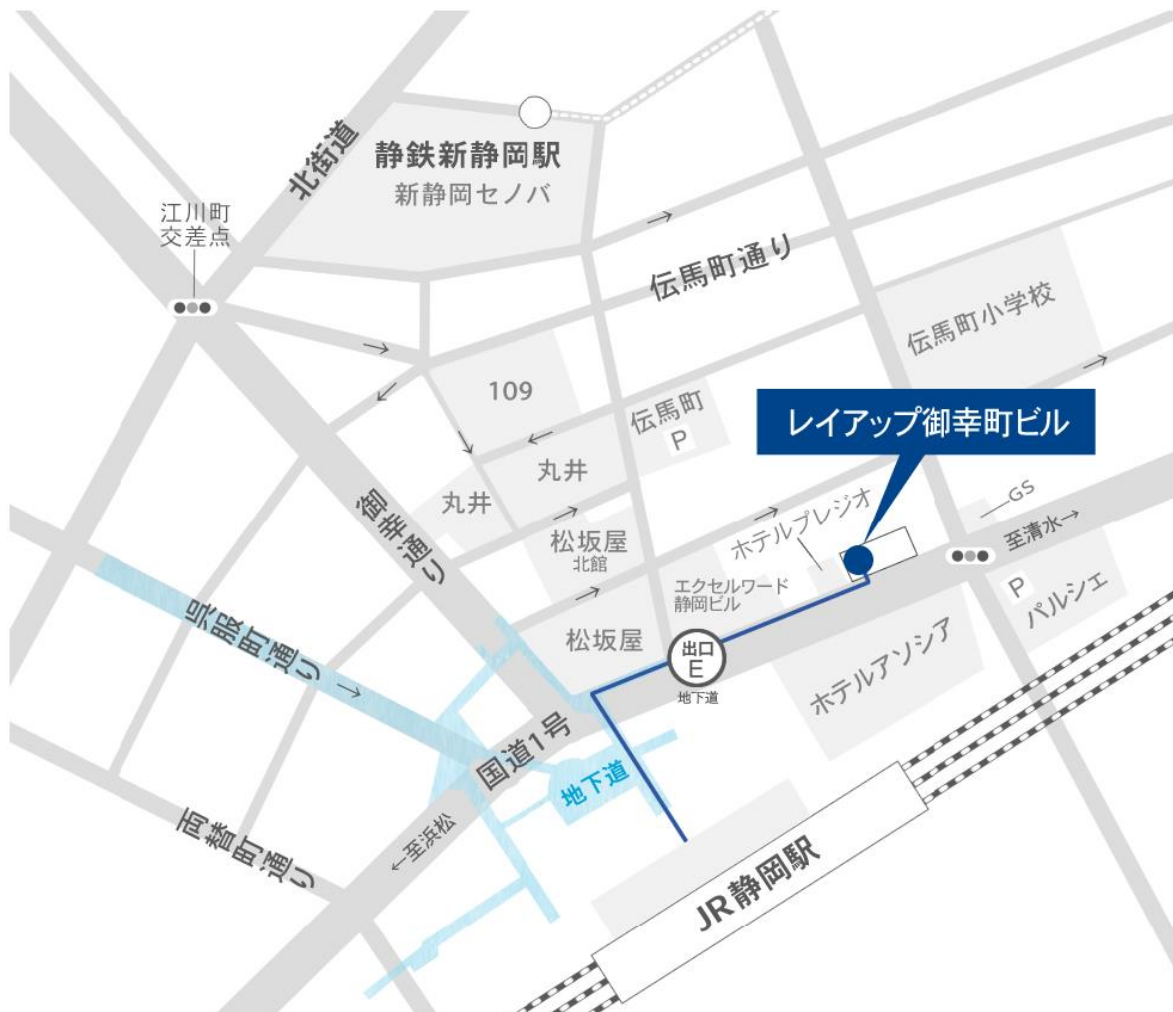 北街道
静鉄新静岡駅
新静岡セノバ
江川町
交差点
伝馬町通り
伝馬町小学校
109
伝馬町
P
レイアップ御幸町ビル
丸井
丸井
御幸通り
松坂屋
北館
ホテルプレジオ
GS
至清水→
エクセルワード
静岡ビル
P
パルシェ
呉服町通り
松坂屋
出口
E
地下道
ホテルアソシア
国道1号
地下道
両替町通り
←至浜松
JR静岡駅